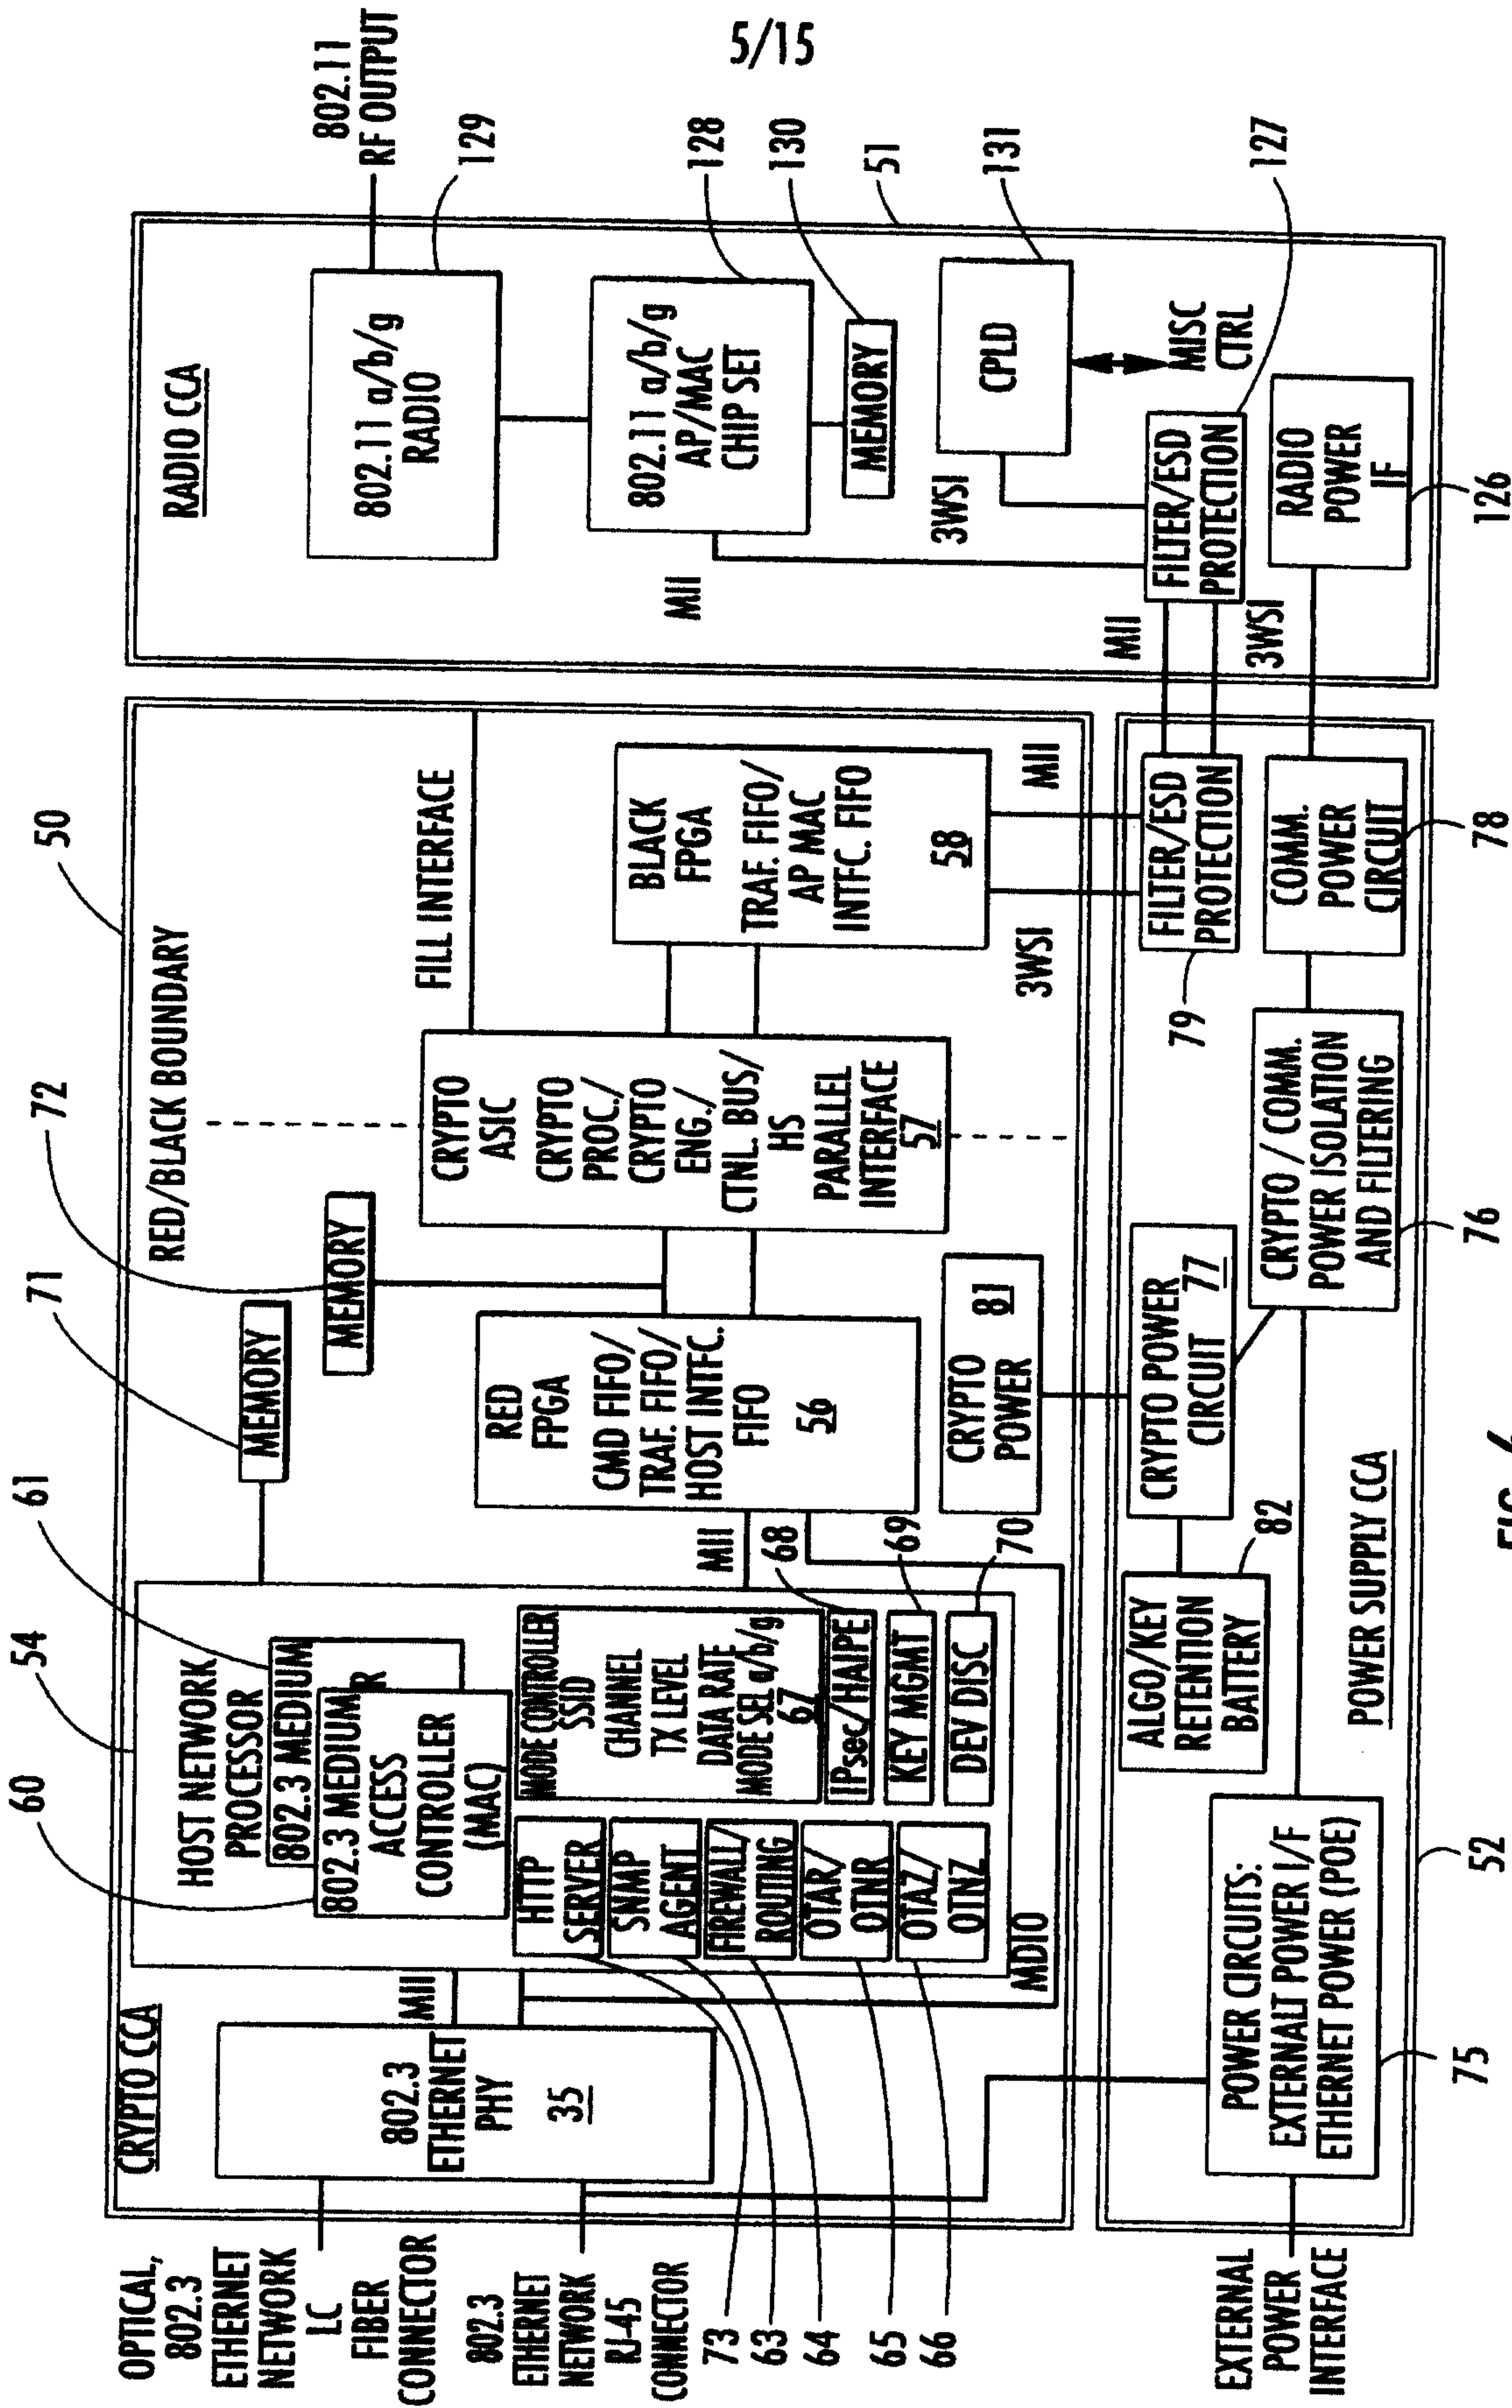 5/15
CRYPTO CCA
50
RED/BLACK BOUNDARY
FILL INTERFACE
OPTICAL,
802.3
ETHERNET
NETWORK
LC
FIBER
CONNECTOR
802.3
ETHERNET
NETWORK
RJ-45
CONNECTOR
802.3
ETHERNET
PHY
35
MII
MDIO
54
60
61
HOST NETWORK
PROCESSOR
802.3 MEDIUM
R
802.3 MEDIUM
ACCESS
CONTROLLER
(MAC)
HTTP
SERVER
SNMP
AGENT
FIREWALL/
ROUTING
OTAR/
OTNR
OTAZ/
OTNZ
73
63
64
65
66
MODE CONTROLLER
SSID
CHANNEL
TX LEVEL
DATA RATE
MODE SEL a/b/g
67
IPsec/HAIPE
KEY MGMT
DEV DISC
68
69
70
MII
71
MEMORY
72
MEMORY
RED
FPGA
CMD FIFO/
TRAF. FIFO/
HOST INTFC.
FIFO
56
CRYPTO
POWER
81
CRYPTO
ASIC
CRYPTO
PROC./
CRYPTO
ENG./
CTNL. BUS/
HS
PARALLEL
INTERFACE
57
BLACK
FPGA
TRAF. FIFO/
AP MAC
INTFC. FIFO
58
3WSI
MII
EXTERNAL
POWER
INTERFACE
POWER CIRCUITS:
EXTERNALT POWER I/F
ETHERNET POWER (POE)
75
52
POWER SUPPLY CCA
ALGO/KEY
RETENTION
BATTERY
82
CRYPTO POWER
CIRCUIT
77
CRYPTO / COMM.
POWER ISOLATION
AND FILTERING
76
FILTER/ESD
PROTECTION
79
COMM.
POWER
CIRCUIT
78
RADIO CCA
802.11
RF OUTPUT
802.11 a/b/g
RADIO
129
802.11 a/b/g
AP/MAC
CHIP SET
128
MEMORY
130
51
CPLD
131
MISC
CTRL
MII
3WSI
FILTER/ESD
PROTECTION
127
MII
3WSI
RADIO
POWER
IF
126